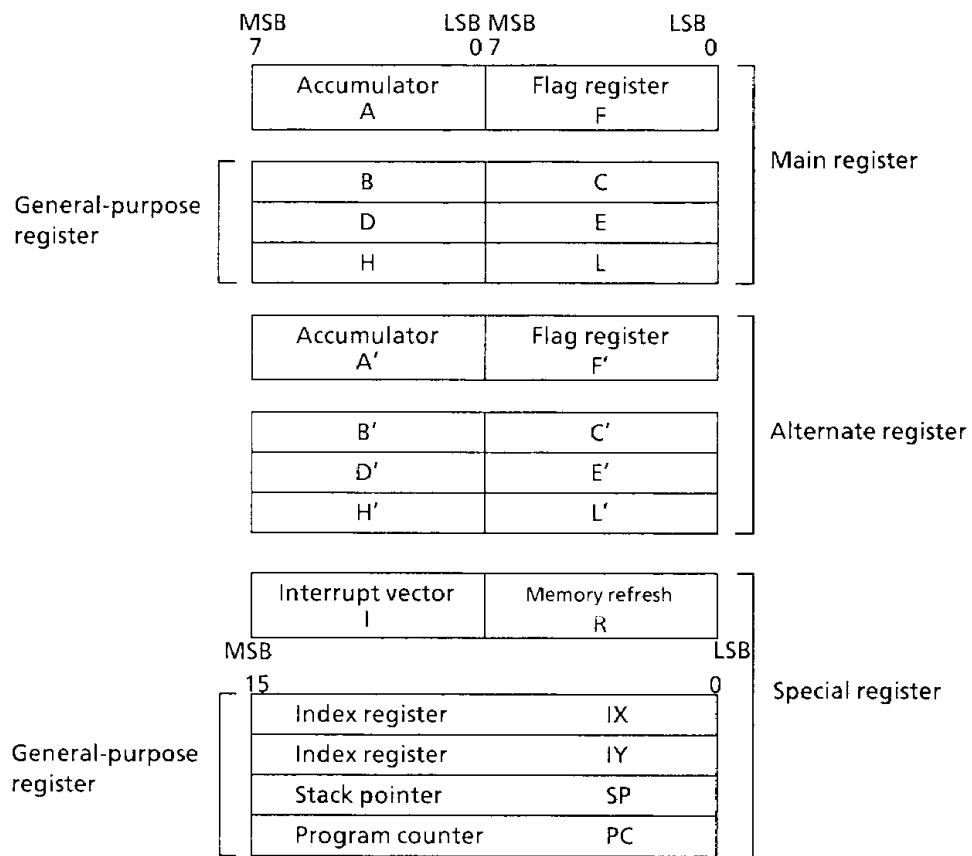 MSB LSB MSB LSB
7 0 7 0
Accumulator Flag register
A F
Main register
B C
General-purpose
register
D E
H L
Accumulator Flag register
A' F'
B' C'
Alternate register
D' E'
H' L'
Interrupt vector Memory refresh
I R
MSB LSB
15 0
Special register
Index register IX
General-purpose
register
Index register IY
Stack pointer SP
Program counter PC